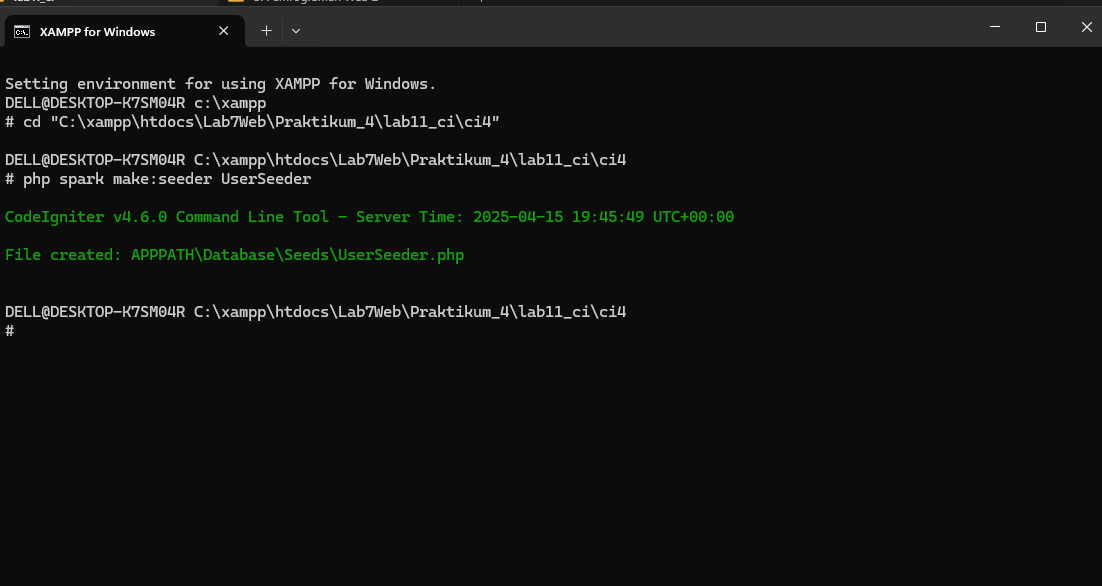 XAMPP for Windows
Setting environment for using XAMPP for Windows.
DELL@DESKTOP-K7SM04R c:\xampp
# cd "C:\xampp\htdocs\Lab7Web\Praktikum_4\lab11_ci\ci4"
DELL@DESKTOP-K7SM04R C:\xampp\htdocs\Lab7Web\Praktikum_4\lab11_ci\ci4
# php spark make:seeder UserSeeder
CodeIgniter v4.6.0 Command Line Tool - Server Time: 2025-04-15 19:45:49 UTC+00:00
File created: APPPATH\Database\Seeds\UserSeeder.php
DELL@DESKTOP-K7SM04R C:\xampp\htdocs\Lab7Web\Praktikum_4\lab11_ci\ci4
#